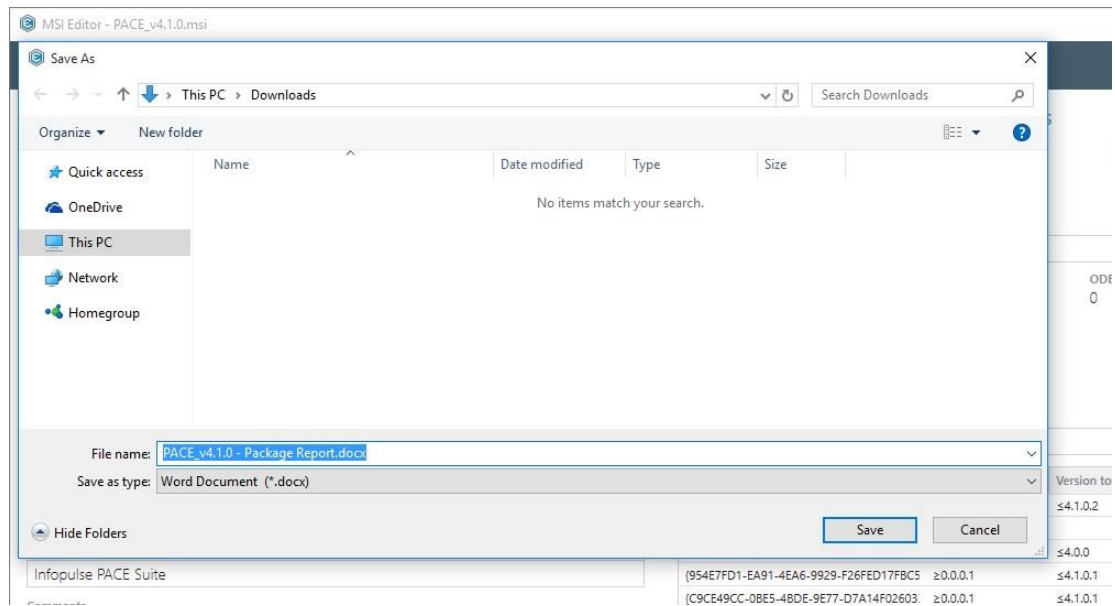 MSI Editor - PACE_v4.1.0.msi
Save As
This PC > Downloads
Search Downloads
Organize
New folder
Name
Date modified
Type
Size
Quick access
No items match your search.
OneDrive
This PC
Network
Homegroup
0
File name: PACE_v4.1.0 - Package Report.docx
Save as type: Word Document (*.docx)
Version to
≤4.1.0.2
Hide Folders
Save
Cancel
≤4.0.0
Infopulse PACE Suite
{954E7FD1-EA91-4EA6-9929-F26FED17FBC5 ≥0.0.0.1 ≤4.1.0.1
{C9CE49CC-0BE5-4BDE-9E77-D7A14F02603 ≥0.0.0.1 ≤4.1.0.1